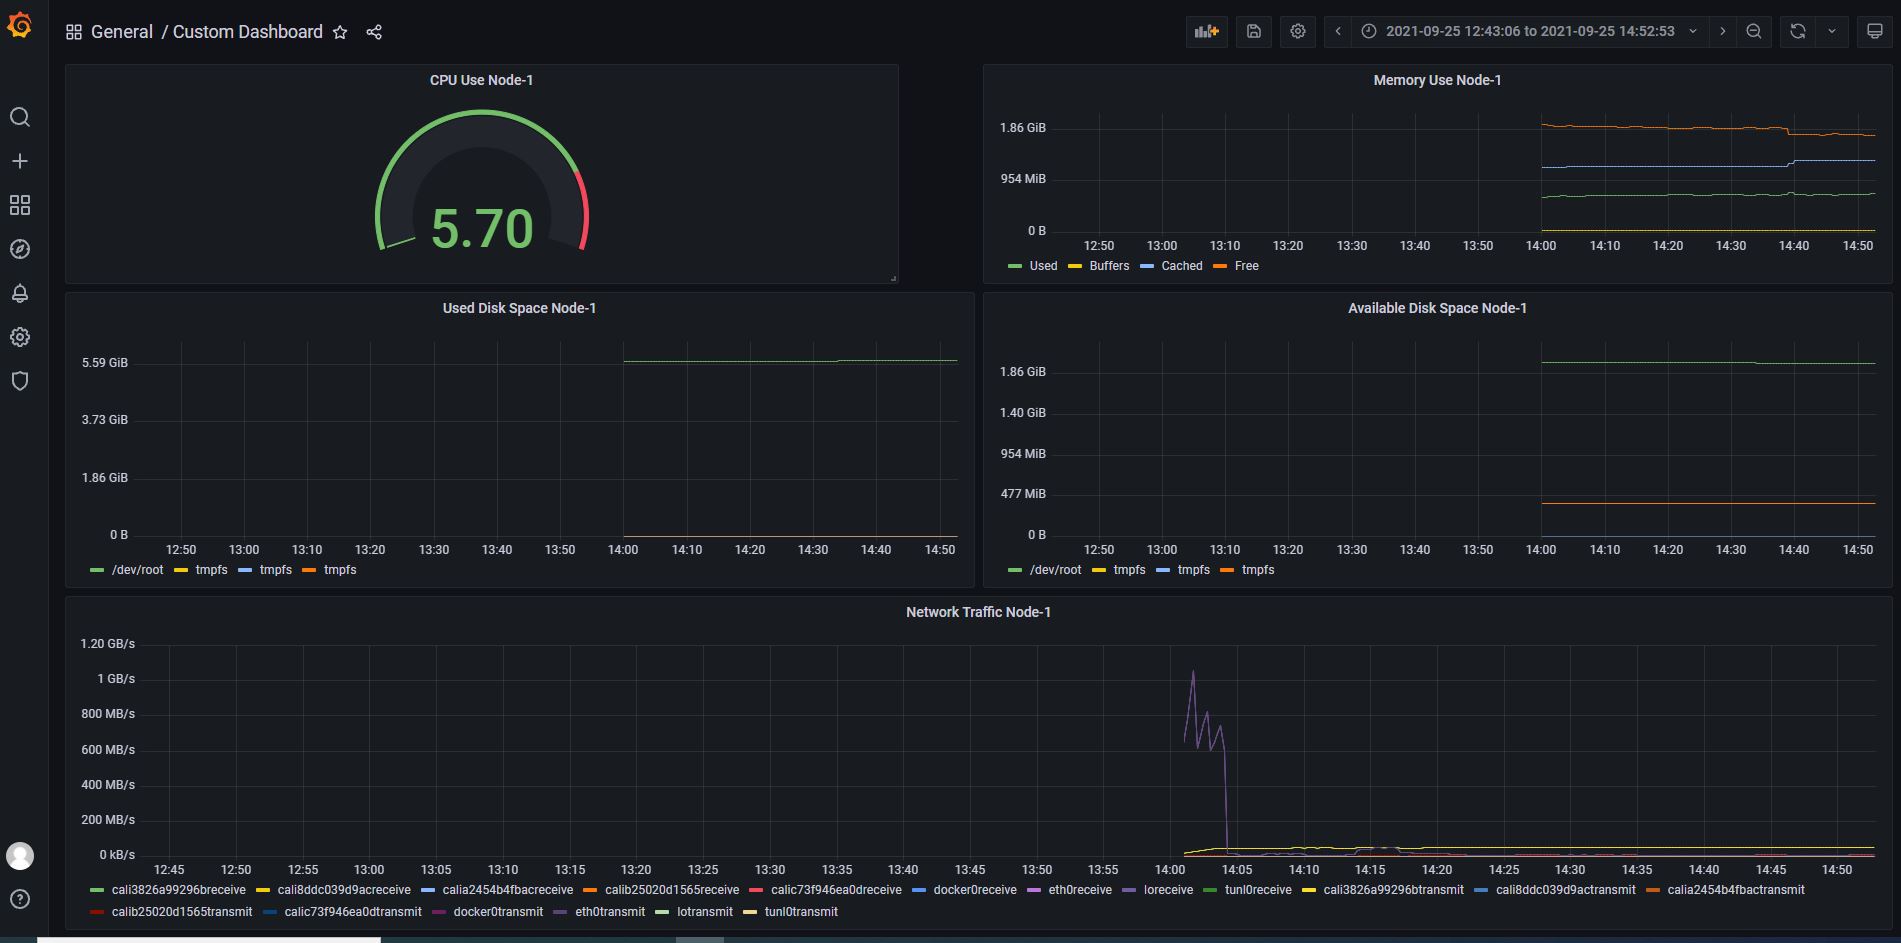 General / Custom Dashboard
2021-09-25 12:43:06 to 2021-09-25 14:52:53
CPU Use Node-1
5.70
Memory Use Node-1
1.86 GiB
954 MiB
0 B
12:50 13:00 13:10 13:20 13:30 13:40 13:50 14:00 14:10 14:20 14:30 14:40 14:50
Used Buffers Cached Free
Used Disk Space Node-1
5.59 GiB
3.73 GiB
1.86 GiB
0 B
12:50 13:00 13:10 13:20 13:30 13:40 13:50 14:00 14:10 14:20 14:30 14:40 14:50
/dev/root tmpfs tmpfs tmpfs
Available Disk Space Node-1
1.86 GiB
1.40 GiB
954 MiB
477 MiB
0 B
12:50 13:00 13:10 13:20 13:30 13:40 13:50 14:00 14:10 14:20 14:30 14:40 14:50
/dev/root tmpfs tmpfs tmpfs
Network Traffic Node-1
1.20 GB/s
1 GB/s
800 MB/s
600 MB/s
400 MB/s
200 MB/s
0 kB/s
12:45 12:50 12:55 13:00 13:05 13:10 13:15 13:20 13:25 13:30 13:35 13:40 13:45 13:50 13:55 14:00 14:05 14:10 14:15 14:20 14:25 14:30 14:35 14:40 14:45 14:50
cali3826a99296breceive cali8ddc039d9acreceive calia2454b4fbacreceive calib25020d1565receive calic73f946ea0dreceive docker0receive eth0receive loreceive tunl0receive cali3826a99296btransmit cali8ddc039d9actransmit calia2454b4fbactransmit
calib25020d1565transmit calic73f946ea0dtransmit docker0transmit eth0transmit lotransmit tunl0transmit